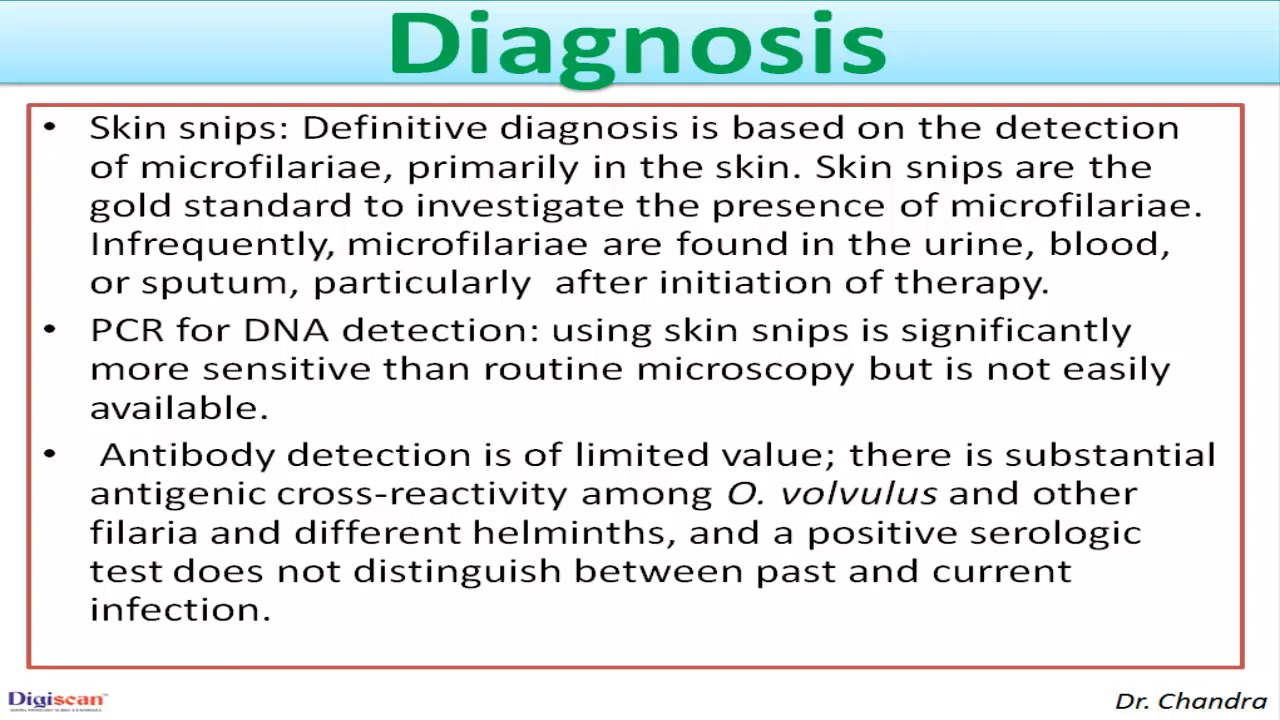 Diagnosis
• Skin snips: Definitive diagnosis is based on the detection
of microfilariae, primarily in the skin. Skin snips are the
gold standard to investigate the presence of microfilariae.
Infrequently, microfilariae are found in the urine, blood,
or sputum, particularly after initiation of therapy.
• PCR for DNA detection: using skin snips is significantly
more sensitive than routine microscopy but is not easily
available.
• Antibody detection is of limited value; there is substantial
antigenic cross-reactivity among O. volvulus and other
filaria and different helminths, and a positive serologic
test does not distinguish between past and current
infection.
Digiscan
Dr. Chandra